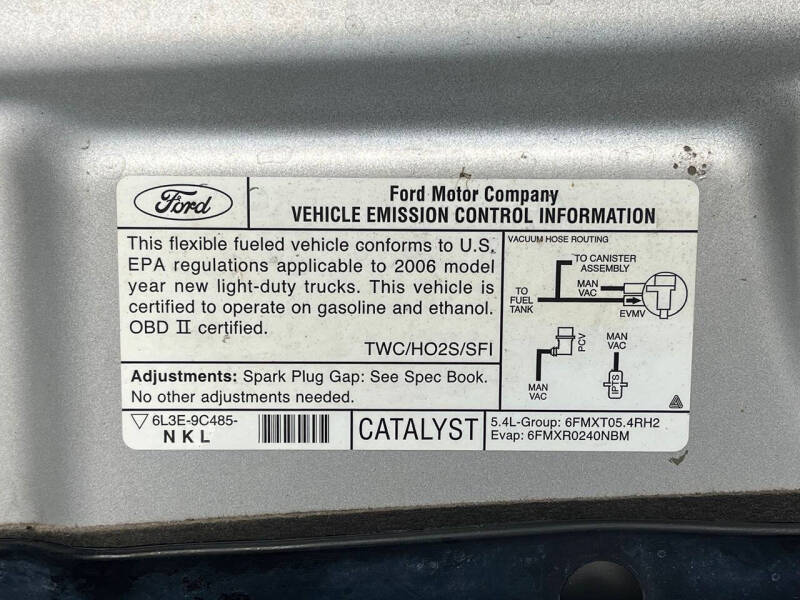 Ford
Ford Motor Company
VEHICLE EMISSION CONTROL INFORMATION
This flexible fueled vehicle conforms to U.S.
EPA regulations applicable to 2006 model
year new light-duty trucks. This vehicle is
certified to operate on gasoline and ethanol.
OBD II certified.
TWC/HO2S/SFI
Adjustments: Spark Plug Gap: See Spec Book.
No other adjustments needed.
VACUUM HOSE ROUTING
TO CANISTER
ASSEMBLY
MAN
VAC
TO
FUEL
TANK
EVMV
PCV
MAN
VAC
MAN
VAC
IPTS
6L3E-9C485-
NKL
CATALYST
5.4L-Group: 6FMXT05.4RH2
Evap: 6FMXR0240NBM